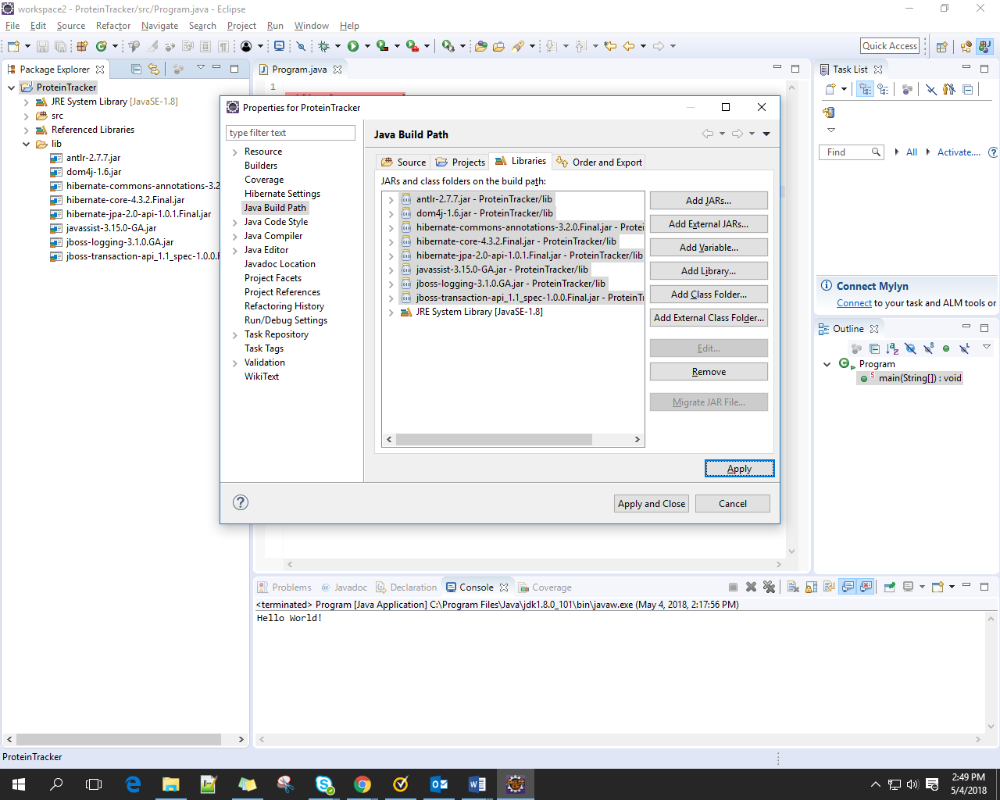 workspace2 - ProteinTracker/src/Program.java - Eclipse
File Edit Source Refactor Navigate Search Project Run Window Help
Quick Access
Package Explorer
ProteinTracker
JRE System Library [JavaSE-1.8]
src
Referenced Libraries
lib
antlr-2.7.7.jar
dom4j-1.6.jar
hibernate-commons-annotations-3.2
hibernate-core-4.3.2.Final.jar
hibernate-jpa-2.0-api-1.0.1.Final.jar
javassist-3.15.0-GA.jar
jboss-logging-3.1.0.GA.jar
jboss-transaction-api_1.1_spec-1.0.0.F
Program.java
1
Properties for ProteinTracker
type filter text
Resource
Builders
Coverage
Hibernate Settings
Java Build Path
Java Code Style
Java Compiler
Java Editor
Javadoc Location
Project Facets
Project References
Refactoring History
Run/Debug Settings
Task Repository
Task Tags
Validation
WikiText
Java Build Path
Source Projects Libraries Order and Export
JARs and class folders on the build path:
antlr-2.7.7.jar - ProteinTracker/lib
dom4j-1.6.jar - ProteinTracker/lib
hibernate-commons-annotations-3.2.0.Final.jar - Protei
hibernate-core-4.3.2.Final.jar - ProteinTracker/lib
hibernate-jpa-2.0-api-1.0.1.Final.jar - ProteinTracker/lib
javassist-3.15.0-GA.jar - ProteinTracker/lib
jboss-logging-3.1.0.GA.jar - ProteinTracker/lib
jboss-transaction-api_1.1_spec-1.0.0.Final.jar - ProteinT
JRE System Library [JavaSE-1.8]
Add JARs...
Add External JARs...
Add Variable...
Add Library...
Add Class Folder...
Add External Class Folder...
Edit...
Remove
Migrate JAR File...
Apply
Apply and Close Cancel
Task List
Find All Activate...
Connect Mylyn
Connect to your task and ALM tools or
Outline
Program
main(String[]) : void
Problems Javadoc Declaration Console Coverage
<terminated> Program [Java Application] C:\Program Files\Java\jdk1.8.0_101\bin\javaw.exe (May 4, 2018, 2:17:56 PM)
Hello World!
ProteinTracker
2:49 PM
5/4/2018